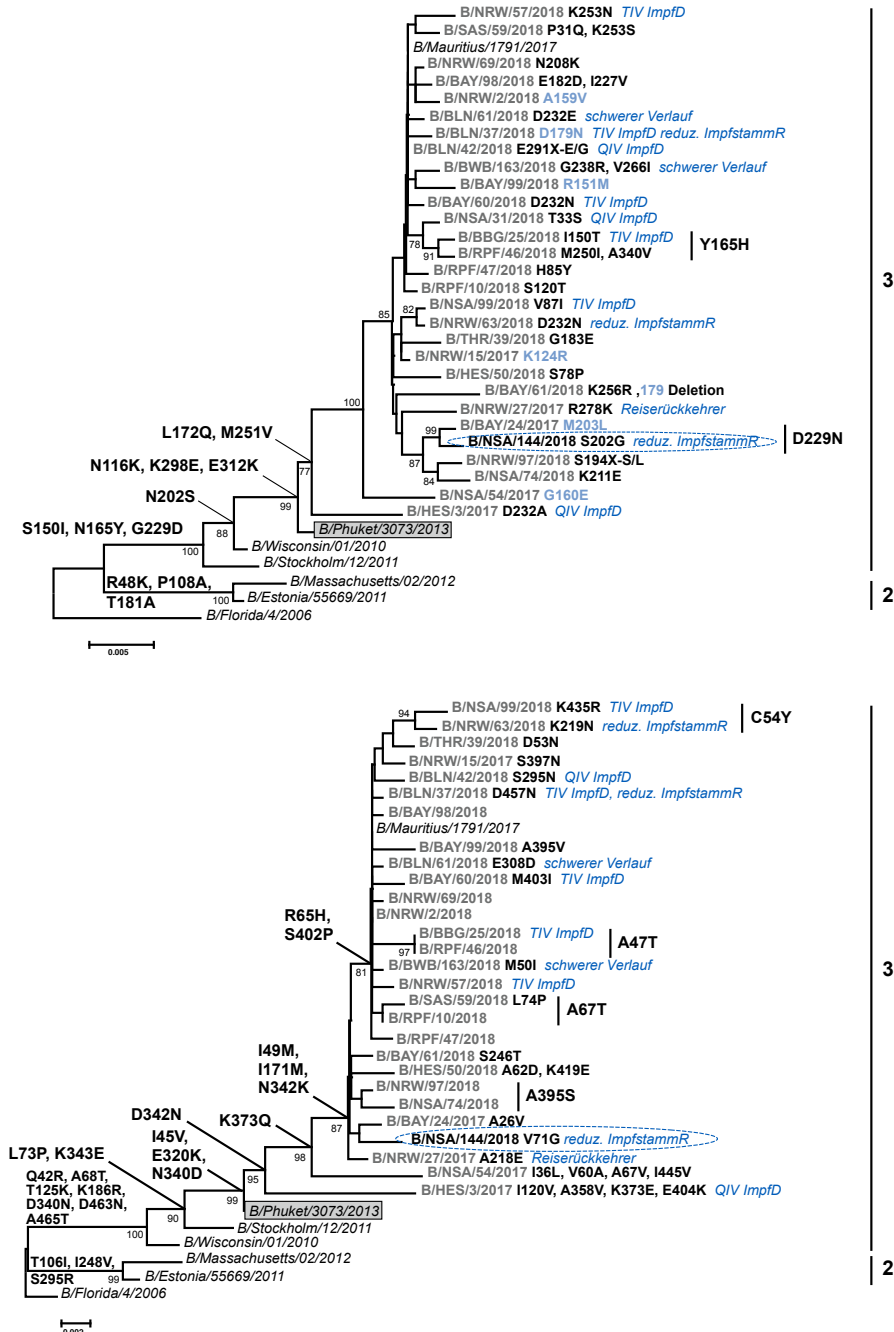 B/NRW/57/2018 K253N TIV ImpfD
B/SAS/59/2018 P31Q, K253S
B/Mauritius/1791/2017
B/NRW/69/2018 N208K
B/BAY/98/2018 E182D, I227V
B/NRW/2/2018 A159V
B/BLN/61/2018 D232E schwerer Verlauf
B/BLN/37/2018 D179N TIV ImpfD reduz. ImpfstammR
B/BLN/42/2018 E291X-E/G QIV ImpfD
B/BWB/163/2018 G238R, V266I schwerer Verlauf
B/BAY/99/2018 R151M
B/BAY/60/2018 D232N TIV ImpfD
B/NSA/31/2018 T33S QIV ImpfD
78
B/BBG/25/2018 I150T TIV ImpfD
Y165H
91
B/RPF/46/2018 M250I, A340V
B/RPF/47/2018 H85Y
3
B/RPF/10/2018 S120T
B/NSA/99/2018 V87I TIV ImpfD
82
85
B/NRW/63/2018 D232N reduz. ImpfstammR
B/THR/39/2018 G183E
B/NRW/15/2017 K124R
B/HES/50/2018 S78P
100
B/BAY/61/2018 K256R ,179 Deletion
B/NRW/27/2017 R278K Reiserückkehrer
L172Q, M251V
99
B/BAY/24/2017 M203L
B/NSA/144/2018 S202G reduz. ImpfstammR
D229N
N116K, K298E, E312K
77
87
B/NRW/97/2018 S194X-S/L
84
B/NSA/74/2018 K211E
N202S
99
B/NSA/54/2017 G160E
B/HES/3/2017 D232A QIV ImpfD
S150I, N165Y, G229D
88
B/Phuket/3073/2013
100
B/Wisconsin/01/2010
B/Stockholm/12/2011
R48K, P108A,
T181A
B/Massachusetts/02/2012
100
B/Estonia/55669/2011
2
B/Florida/4/2006
0.005
B/NSA/99/2018 K435R TIV ImpfD
94
C54Y
B/NRW/63/2018 K219N reduz. ImpfstammR
B/THR/39/2018 D53N
B/NRW/15/2017 S397N
B/BLN/42/2018 S295N QIV ImpfD
B/BLN/37/2018 D457N TIV ImpfD, reduz. ImpfstammR
B/BAY/98/2018
B/Mauritius/1791/2017
B/BAY/99/2018 A395V
B/BLN/61/2018 E308D schwerer Verlauf
B/BAY/60/2018 M403I TIV ImpfD
B/NRW/69/2018
R65H,
S402P
B/NRW/2/2018
B/BBG/25/2018 TIV ImpfD
A47T
97
B/RPF/46/2018
81
B/BWB/163/2018 M50I schwerer Verlauf
3
B/NRW/57/2018 TIV ImpfD
B/SAS/59/2018 L74P
A67T
B/RPF/10/2018
B/RPF/47/2018
I49M,
I171M,
N342K
B/BAY/61/2018 S246T
B/HES/50/2018 A62D, K419E
B/NRW/97/2018
A395S
B/NSA/74/2018
D342N
K373Q
87
B/BAY/24/2017 A26V
B/NSA/144/2018 V71G reduz. ImpfstammR
I45V,
E320K,
N340D
98
B/NRW/27/2017 A218E Reiserückkehrer
L73P, K343E
B/NSA/54/2017 I36L, V60A, A67V, I445V
95
B/HES/3/2017 I120V, A358V, K373E, E404K QIV ImpfD
Q42R, A68T,
T125K, K186R,
D340N, D463N,
A465T
99
B/Phuket/3073/2013
90
B/Stockholm/12/2011
100
B/Wisconsin/01/2010
T106I, I248V,
S295R
B/Massachusetts/02/2012
99
B/Estonia/55669/2011
2
B/Florida/4/2006